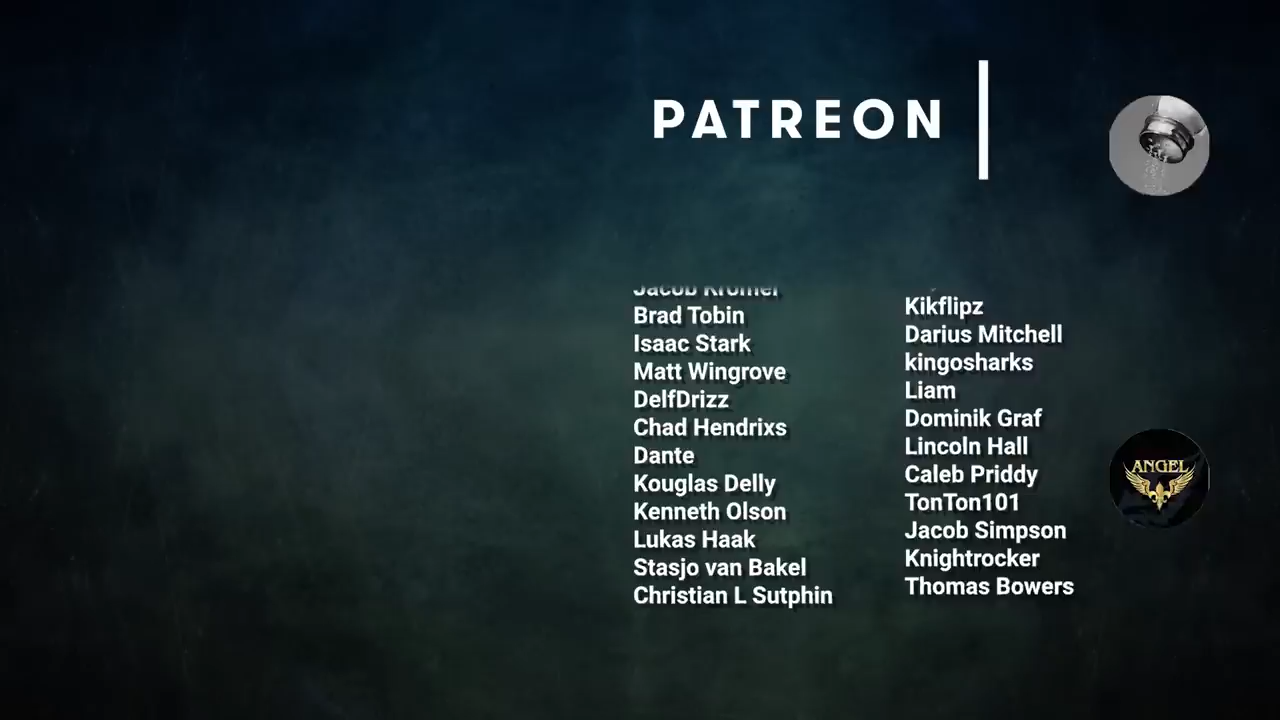 PATREON
Jacob Kromer
Brad Tobin
Isaac Stark
Matt Wingrove
DelfDrizz
Chad Hendrixs
Dante
Kouglas Delly
Kenneth Olson
Lukas Haak
Stasjo van Bakel
Christian L Sutphin
Kikflipz
Darius Mitchell
kingosharks
Liam
Dominik Graf
Lincoln Hall
Caleb Priddy
TonTon101
Jacob Simpson
Knightrocker
Thomas Bowers
ANGEL